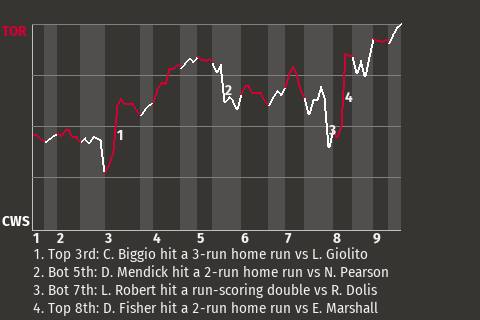 TOR
1
2
3
4
CWS
1 2 3 4 5 6 7 8 9
1. Top 3rd: C. Biggio hit a 3-run home run vs L. Giolito
2. Bot 5th: D. Mendick hit a 2-run home run vs N. Pearson
3. Bot 7th: L. Robert hit a run-scoring double vs R. Dolis
4. Top 8th: D. Fisher hit a 2-run home run vs E. Marshall